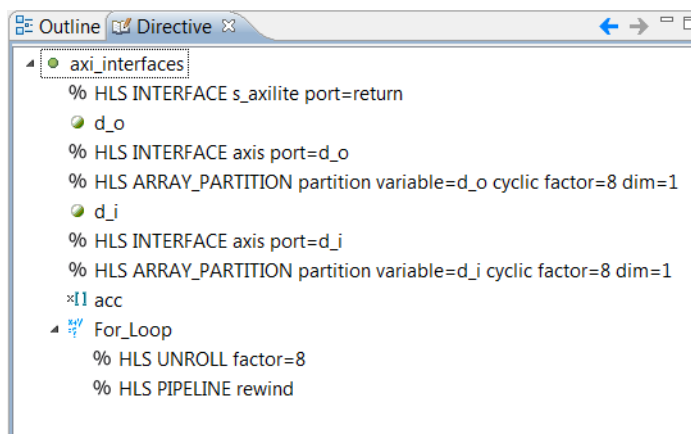 Outline Directive
axi_interfaces
% HLS INTERFACE s_axilite port=return
d_o
% HLS INTERFACE axis port=d_o
% HLS ARRAY_PARTITION partition variable=d_o cyclic factor=8 dim=1
d_i
% HLS INTERFACE axis port=d_i
% HLS ARRAY_PARTITION partition variable=d_i cyclic factor=8 dim=1
×[] acc
For_Loop
% HLS UNROLL factor=8
% HLS PIPELINE rewind